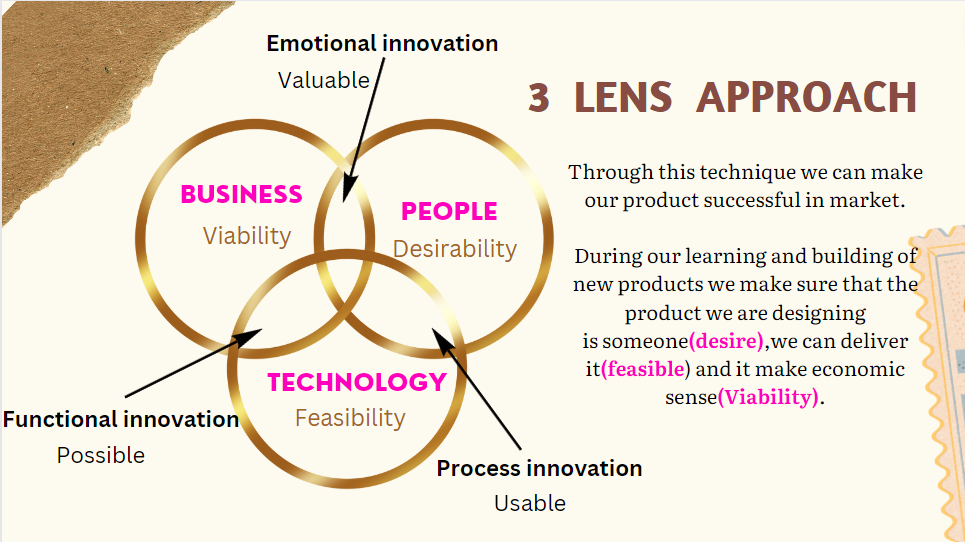 Emotional innovation
Valuable
3 LENS APPROACH
BUSINESS
Viability
PEOPLE
Desirability
TECHNOLOGY
Feasibility
Functional innovation
Possible
Process innovation
Usable
Through this technique we can make
our product successful in market.
During our learning and building of
new products we make sure that the
product we are designing
is someone(desire),we can deliver
it(feasible) and it make economic
sense(Viability).